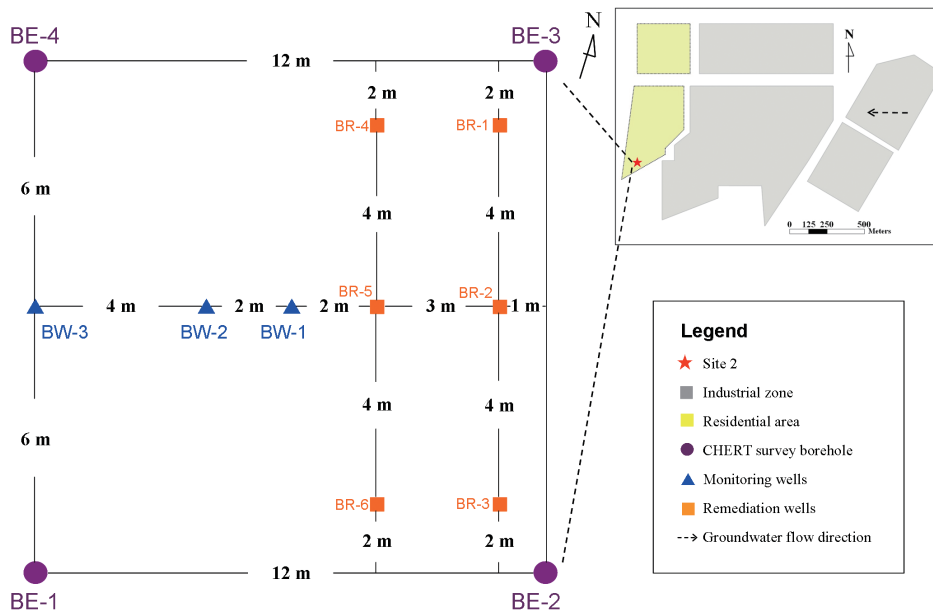 BE-4
BE-3
12 m
N
N
2 m
2 m
BR-4
BR-1
6 m
4 m
4 m
0 125 250 500
Meters
BR-5
BR-2
4 m
2 m
2 m
3 m
1 m
BW-3
BW-2
BW-1
Legend
Site 2
Industrial zone
Residential area
CHERT survey borehole
Monitoring wells
Remediation wells
Groundwater flow direction
6 m
4 m
4 m
BR-6
BR-3
2 m
2 m
12 m
BE-1
BE-2